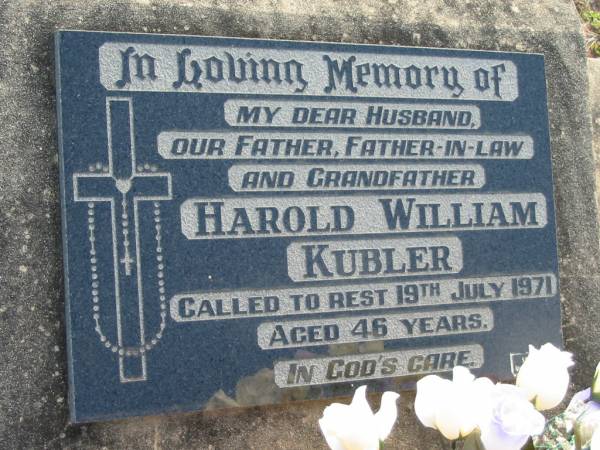 In Loving Memory of
MY DEAR HUSBAND,
OUR FATHER, FATHER-IN-LAW
AND GRANDFATHER
HAROLD WILLIAM
KUBLER
CALLED TO REST 19TH JULY 1971
AGED 46 YEARS.
IN GOD'S CARE.